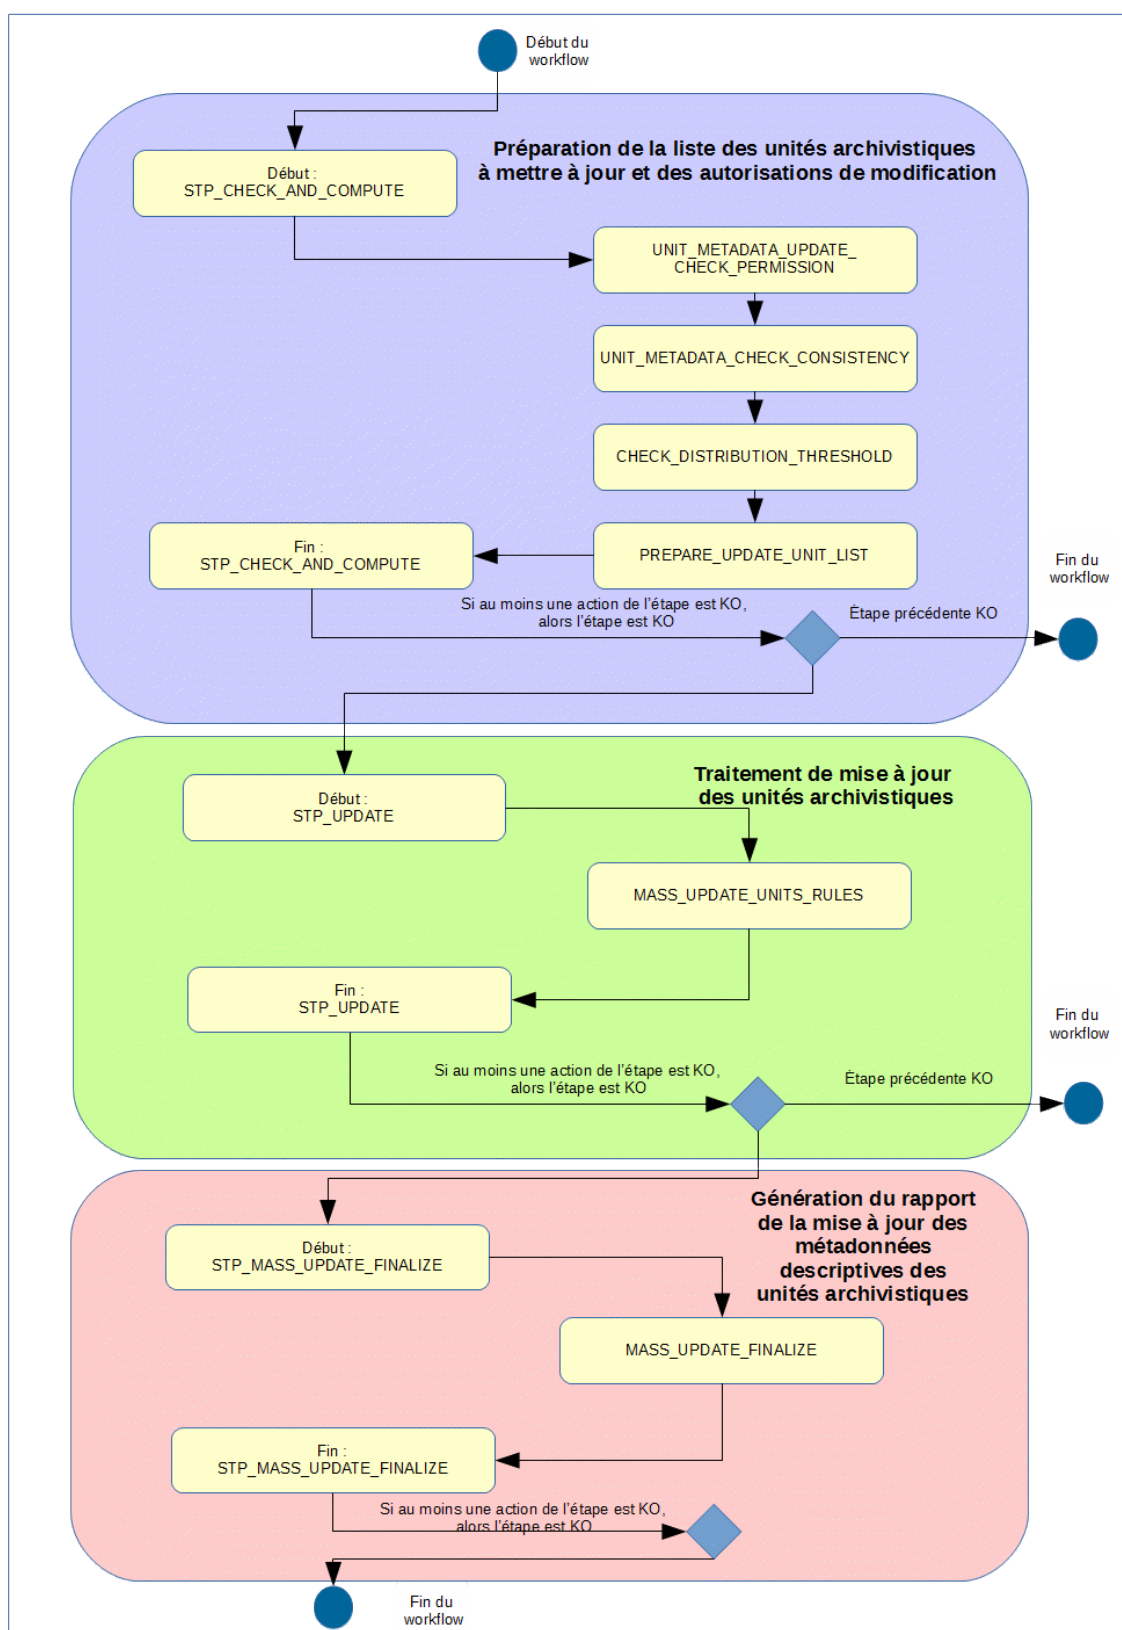 Début du
workflow
Préparation de la liste des unités archivistiques
à mettre à jour et des autorisations de modification
Début :
STP_CHECK_AND_COMPUTE
UNIT_METADATA_UPDATE_
CHECK_PERMISSION
UNIT_METADATA_CHECK_CONSISTENCY
CHECK_DISTRIBUTION_THRESHOLD
PREPARE_UPDATE_UNIT_LIST
Fin :
STP_CHECK_AND_COMPUTE
Si au moins une action de l'étape est KO,
alors l'étape est KO
Étape précédente KO
Fin du
workflow
Traitement de mise à jour
des unités archivistiques
Début :
STP_UPDATE
MASS_UPDATE_UNITS_RULES
Fin :
STP_UPDATE
Si au moins une action de l'étape est KO,
alors l'étape est KO
Étape précédente KO
Fin du
workflow
Génération du rapport
de la mise à jour des
métadonnées
descriptives des
unités archivistiques
Début :
STP_MASS_UPDATE_FINALIZE
MASS_UPDATE_FINALIZE
Fin :
STP_MASS_UPDATE_FINALIZE
Si au moins une action de l'étape est KO,
alors l'étape est KO
Fin du
workflow